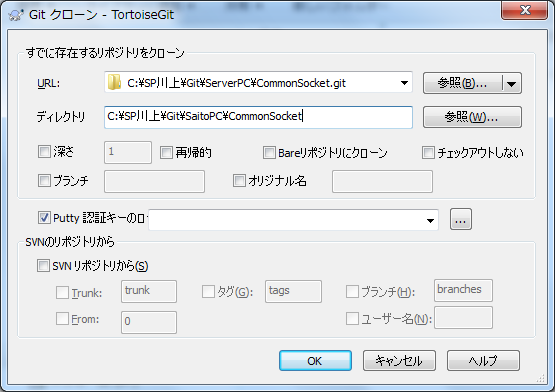 Git クローン - TortoiseGit
すでに存在するリポジトリをクローン
URL: C:¥SP川上¥Git¥ServerPC¥CommonSocket.git 参照(B)...
ディレクトリ C:¥SP川上¥Git¥SaitoPC¥CommonSocket 参照(W)...
深さ 1 再帰的 Bareリポジトリにクローン チェックアウトしない
ブランチ オリジナル名
Putty 認証キーのロ ...
SVNのリポジトリから
SVN リポジトリから(S)
Trunk: trunk タグ(G): tags ブランチ(H): branches
From: 0 ユーザー名(N):
OK キャンセル ヘルプ